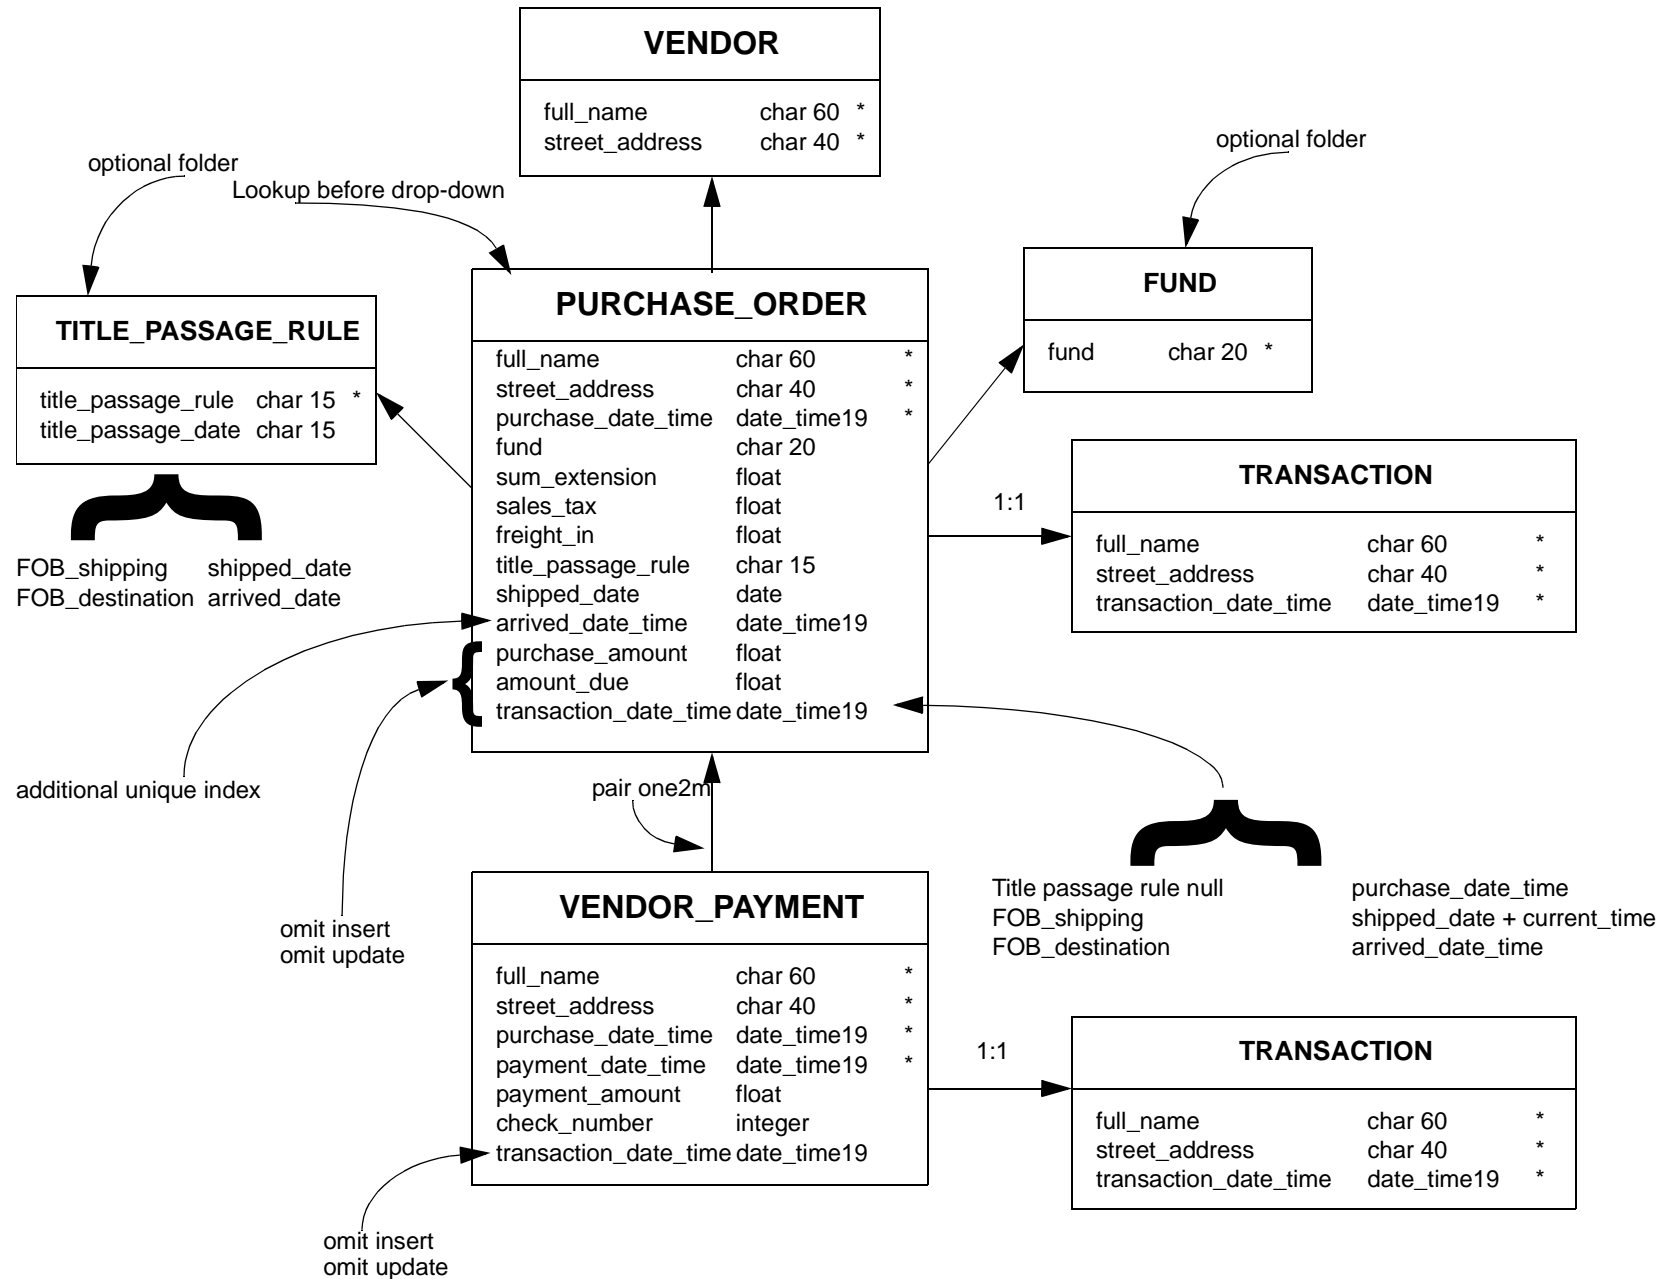 VENDOR
full_name char 60 *
street_address char 40 *
optional folder
optional folder
Lookup before drop-down
FUND
fund char 20 *
TITLE_PASSAGE_RULE
title_passage_rule char 15 *
title_passage_date char 15
FOB_shipping shipped_date
FOB_destination arrived_date
PURCHASE_ORDER
full_name char 60 *
street_address char 40 *
purchase_date_time date_time19 *
fund char 20
sum_extension float
sales_tax float
freight_in float
title_passage_rule char 15
shipped_date date
arrived_date_time date_time19
purchase_amount float
amount_due float
transaction_date_time date_time19
1:1
TRANSACTION
full_name char 60 *
street_address char 40 *
transaction_date_time date_time19 *
additional unique index
pair one2m
omit insert
omit update
Title passage rule null purchase_date_time
FOB_shipping shipped_date + current_time
FOB_destination arrived_date_time
VENDOR_PAYMENT
full_name char 60 *
street_address char 40 *
purchase_date_time date_time19 *
payment_date_time date_time19 *
payment_amount float
check_number integer
transaction_date_time date_time19
1:1
TRANSACTION
full_name char 60 *
street_address char 40 *
transaction_date_time date_time19 *
omit insert
omit update